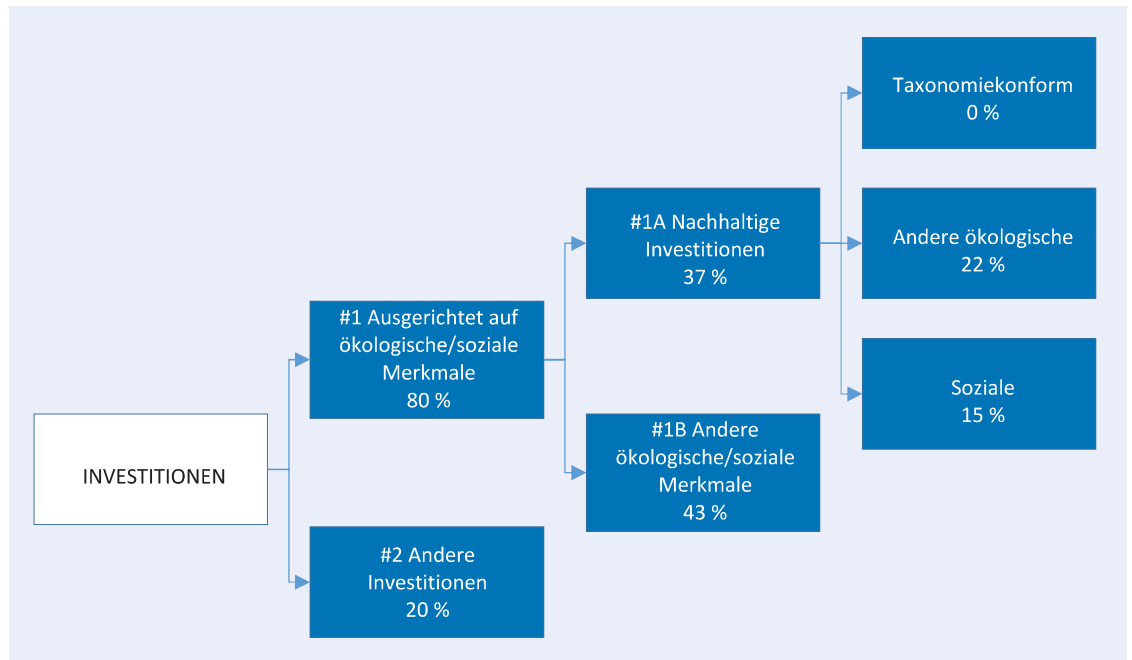 INVESTITIONEN
#1 Ausgerichtet auf
ökologische/soziale
Merkmale
80 %
#2 Andere
Investitionen
20 %
#1A Nachhaltige
Investitionen
37 %
#1B Andere
ökologische/soziale
Merkmale
43 %
Taxonomiekonform
0 %
Andere ökologische
22 %
Soziale
15 %